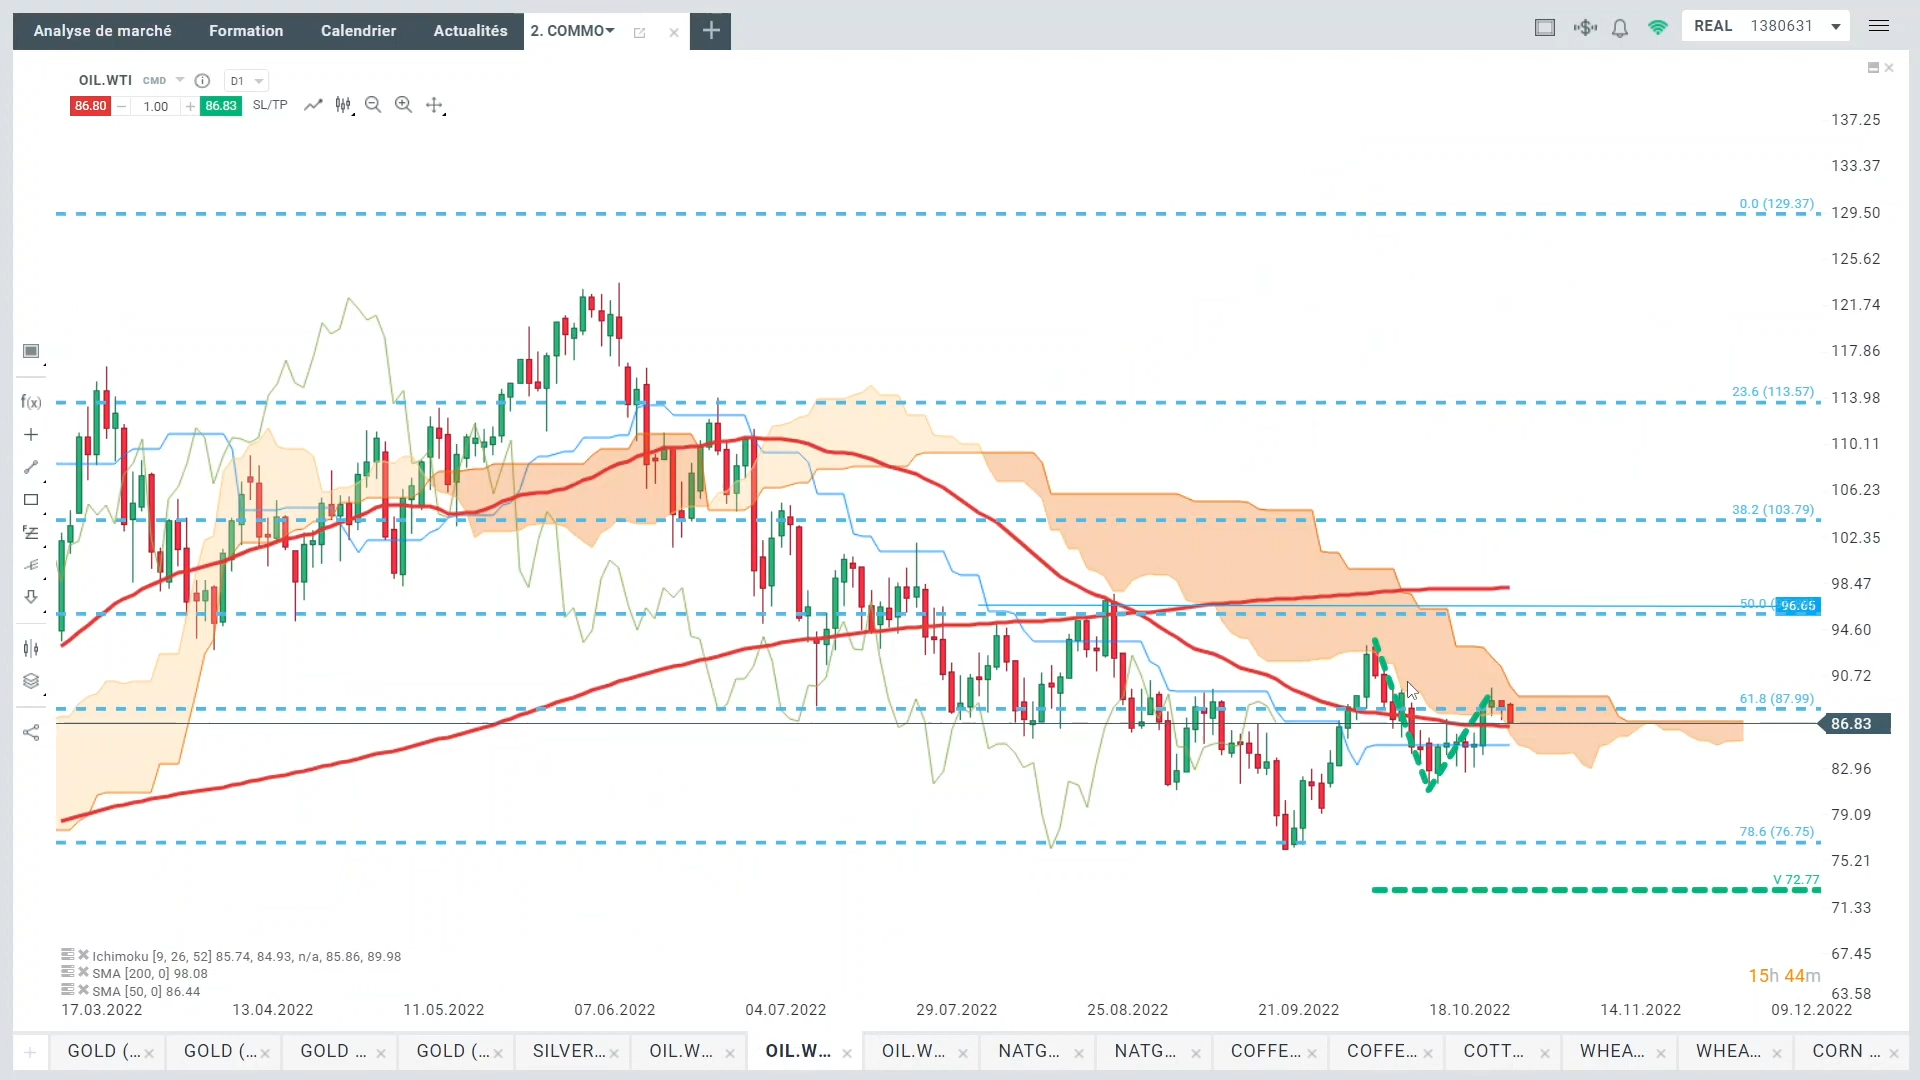 Analyse de marché Formation Calendrier Actualités 2. COMMO REAL 1380631
OIL.WTI CMD D1
86.80 1.00 86.83 SL/TP
137.25
133.37
129.50
125.62
121.74
117.86
113.98
110.11
106.23
102.35
98.47
94.60
90.72
86.83
82.96
79.09
75.21
71.33
67.45
63.58
0.0 (129.37)
23.6 (113.57)
38.2 (103.79)
50.0 (
96.65
61.8 (87.99)
78.6 (76.75)
V 72.77
f(x)
Ichimoku [9, 26, 52] 85.74, 84.93, n/a, 85.86, 89.98
SMA [200, 0] 98.08
SMA [50, 0] 86.44
15h 44m
17.03.2022 13.04.2022 11.05.2022 07.06.2022 04.07.2022 29.07.2022 25.08.2022 21.09.2022 18.10.2022 14.11.2022 09.12.2022
GOLD (... GOLD (... GOLD ... GOLD (... SILVER... OIL.W... OIL.W... OIL.W... NATG... NATG... COFFE... COFFE... COTT... WHEA... WHEA... CORN ...